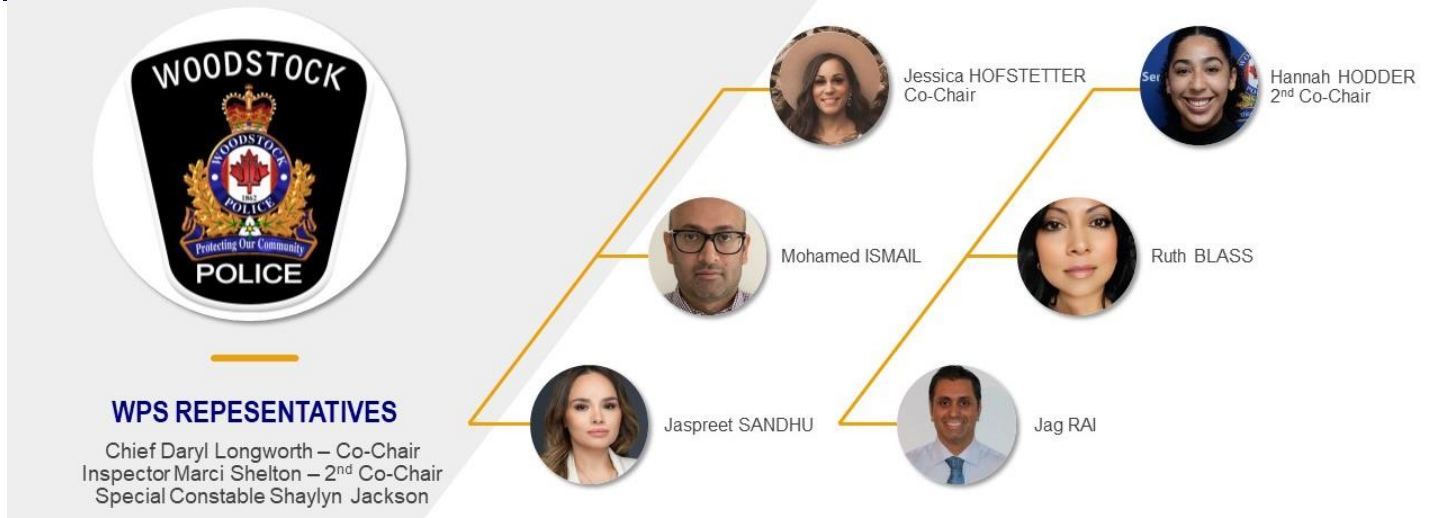 WOODSTOCK
WOODSTOCK
1862
POLICE
Protecting Our Community
POLICE
WPS REPESENTATIVES
Chief Daryl Longworth – Co-Chair
Inspector Marci Shelton – 2nd Co-Chair
Special Constable Shaylyn Jackson
Jessica HOFSTETTER
Co-Chair
Ser
Hannah HODDER
2nd Co-Chair
Mohamed ISMAIL
Ruth BLASS
Jaspreet SANDHU
Jag RAI